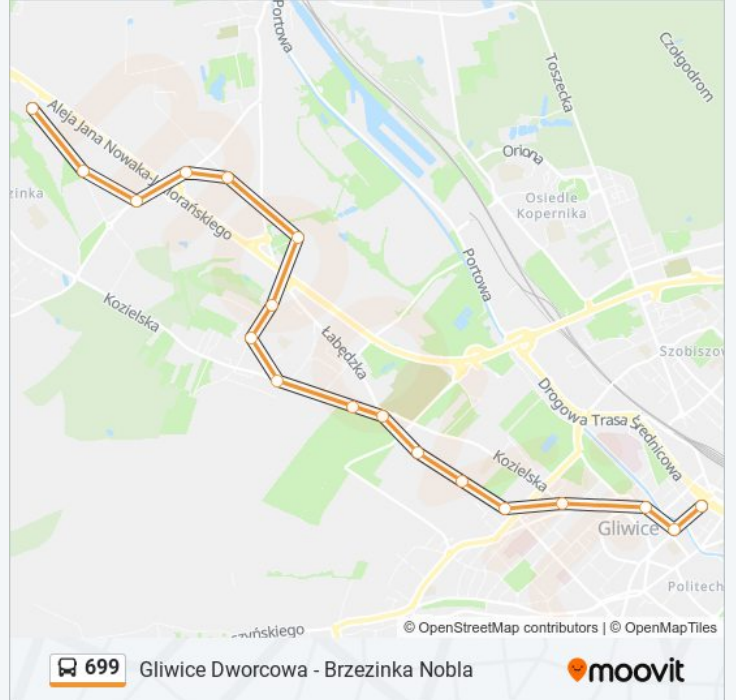 Portowa
Czołgodrom
Toszecka
Aleja Jana Nowaka-Jeziorańskiego
Oriona
zinka
Osiedle
Kopernika
Portowa
Kozielska
Łabędzka
Szobiszow
Drogowa Trasa Średnicowa
Kozielska
Gliwice
Politech
zyńskiego
© OpenStreetMap contributors | © OpenMapTiles
699 Gliwice Dworcowa - Brzezinka Nobla
moovit